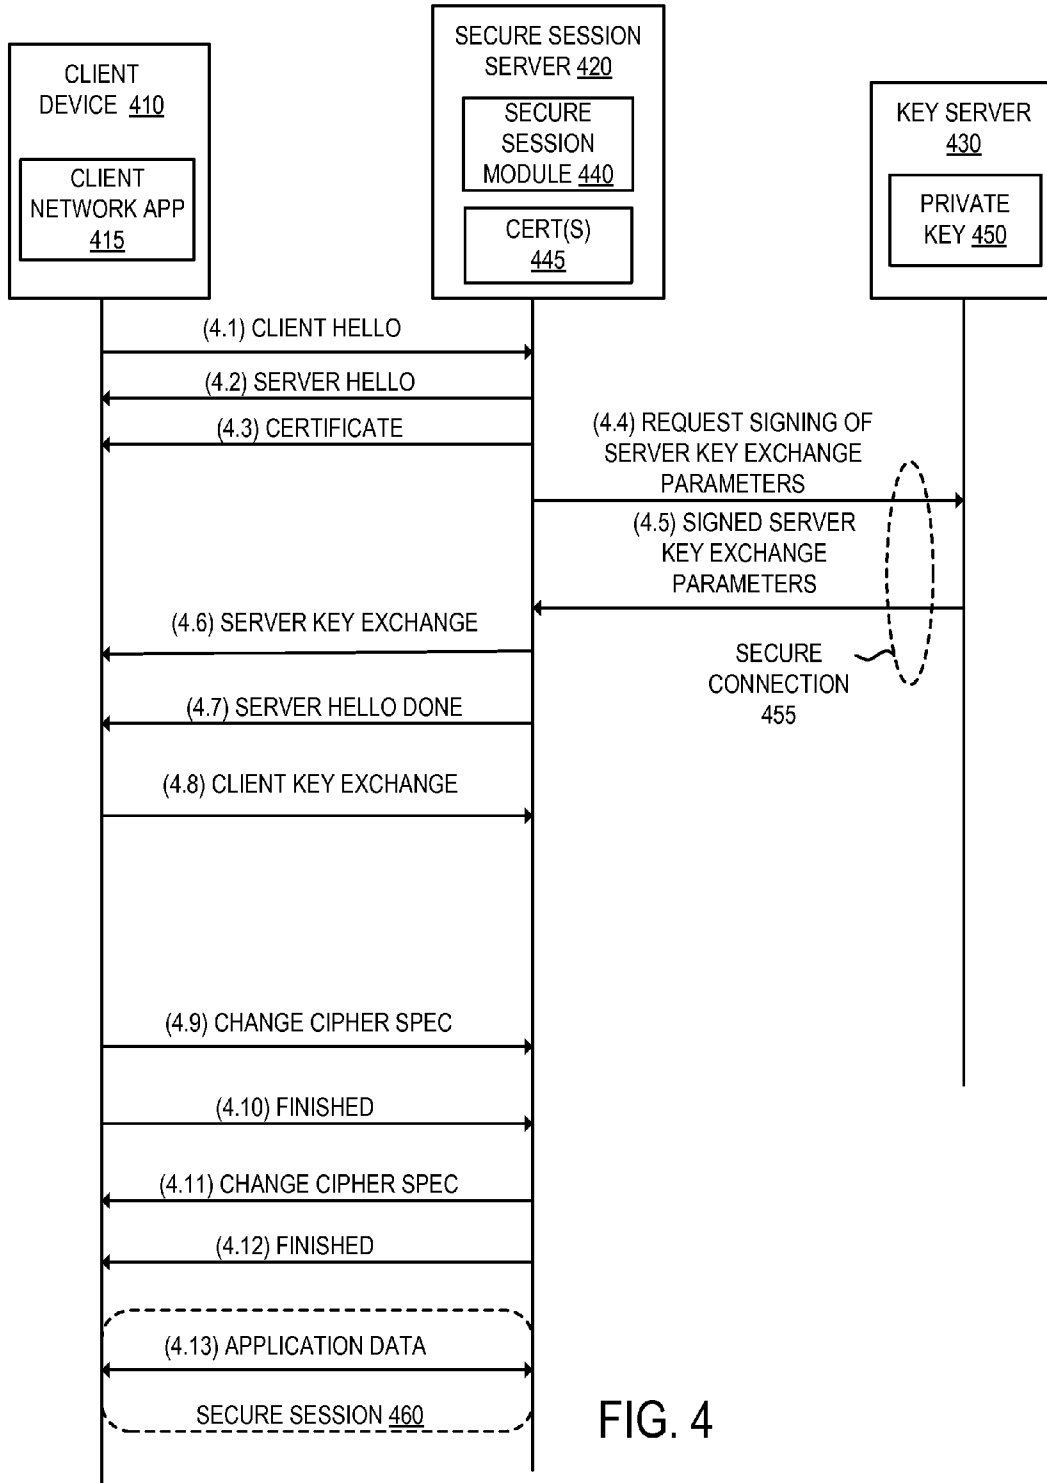 CLIENT
DEVICE 410
CLIENT
NETWORK APP
415
SECURE SESSION
SERVER 420
SECURE
SESSION
MODULE 440
CERT(S)
445
KEY SERVER
430
PRIVATE
KEY 450
(4.1) CLIENT HELLO
(4.2) SERVER HELLO
(4.3) CERTIFICATE
(4.4) REQUEST SIGNING OF
SERVER KEY EXCHANGE
PARAMETERS
(4.5) SIGNED SERVER
KEY EXCHANGE
PARAMETERS
(4.6) SERVER KEY EXCHANGE
SECURE
CONNECTION
455
(4.7) SERVER HELLO DONE
(4.8) CLIENT KEY EXCHANGE
(4.9) CHANGE CIPHER SPEC
(4.10) FINISHED
(4.11) CHANGE CIPHER SPEC
(4.12) FINISHED
(4.13) APPLICATION DATA
SECURE SESSION 460
FIG. 4